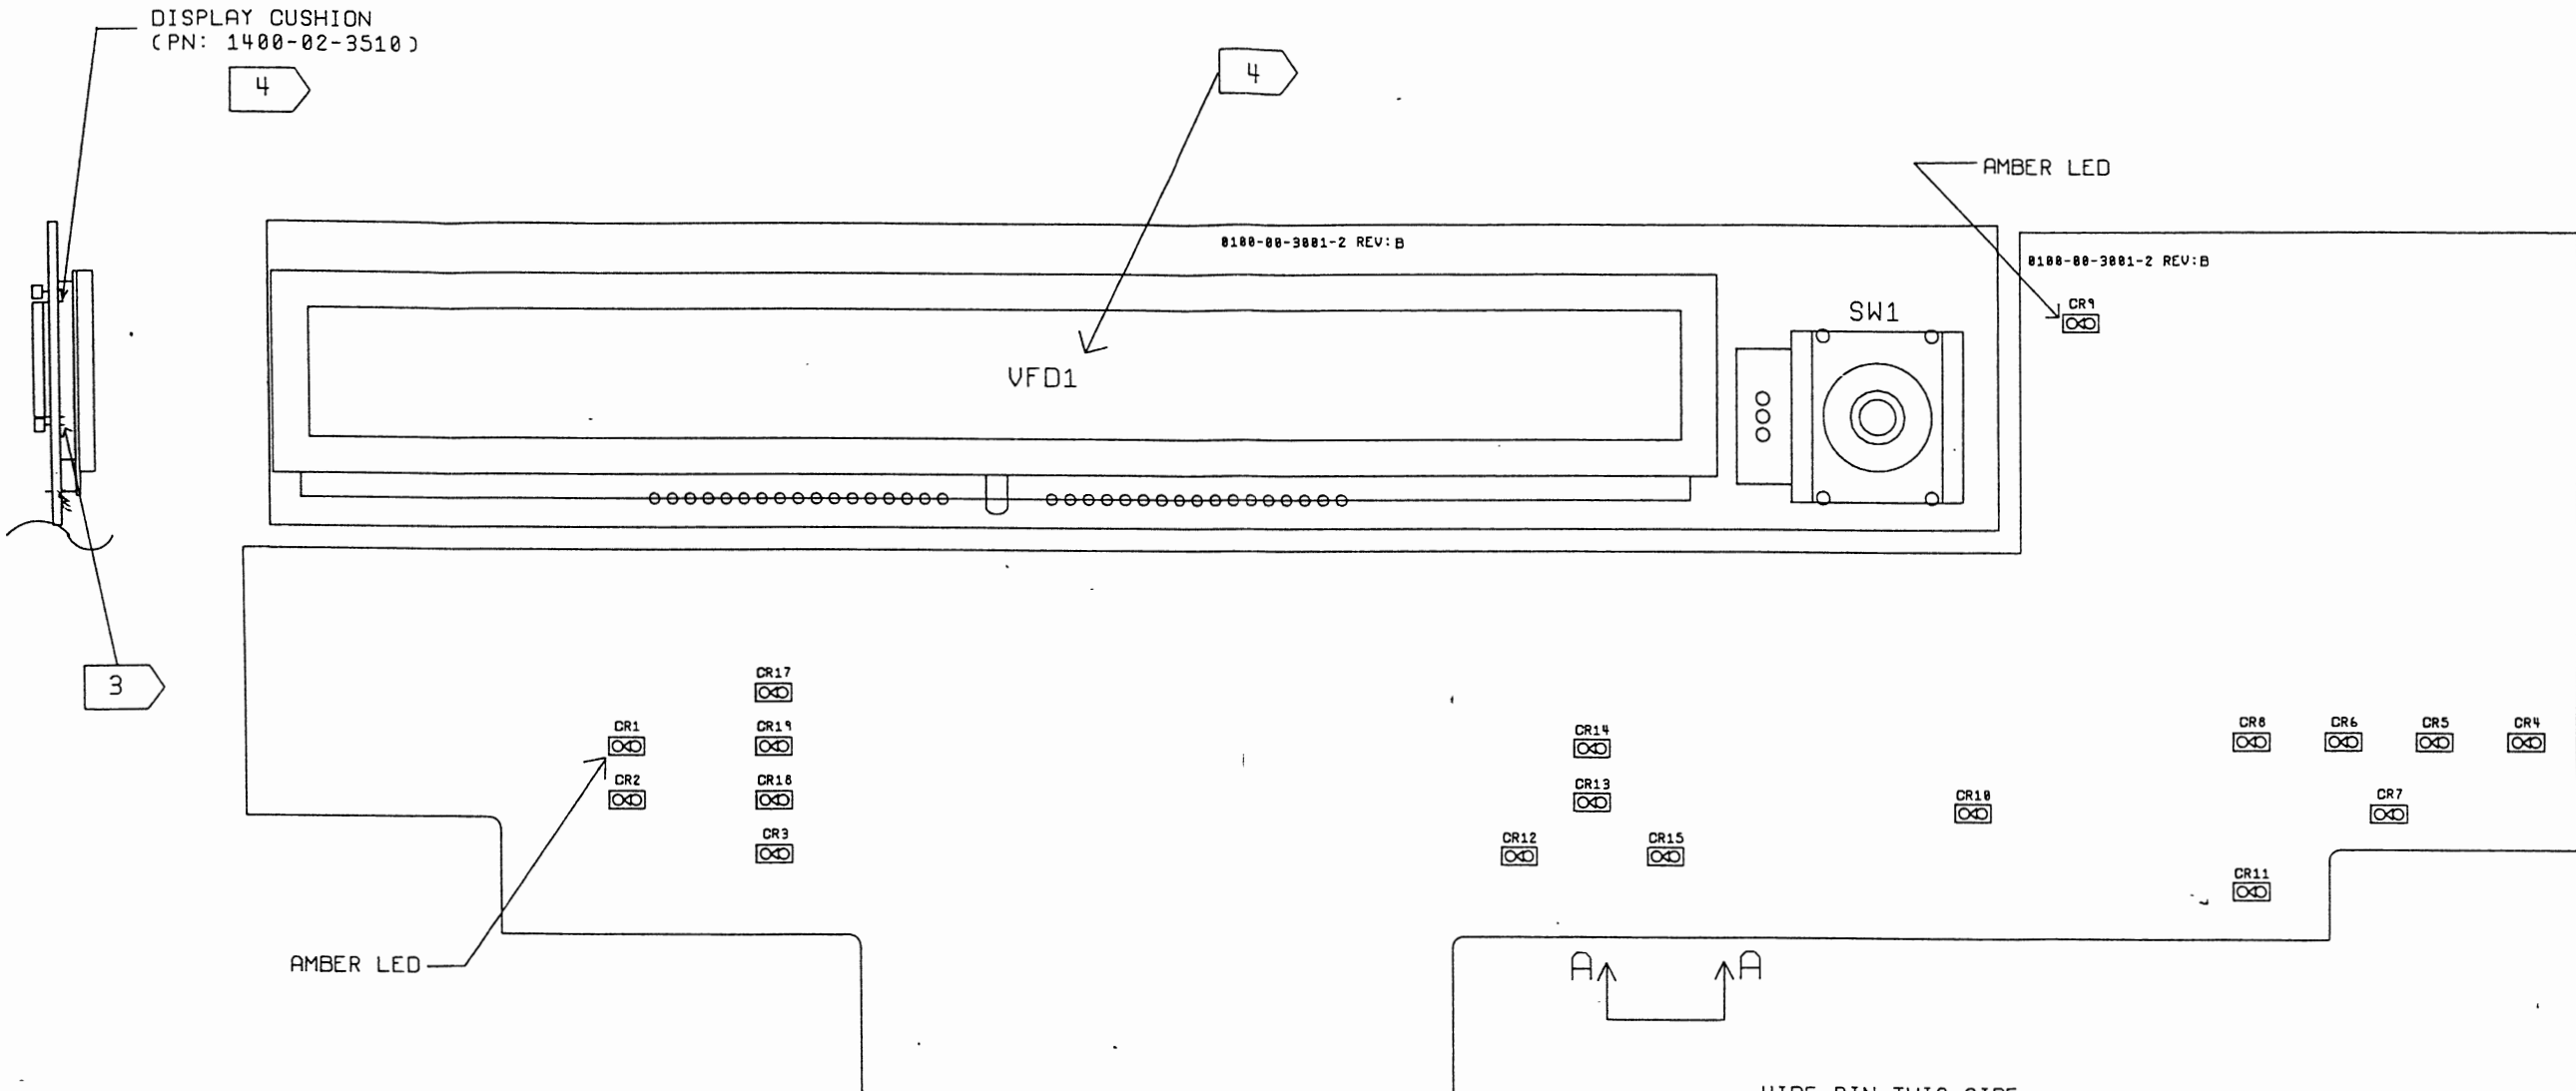 DISPLAY CUSHION
(PN: 1400-02-3510)
4
4
AMBER LED
0100-00-3001-2 REV:B
0100-00-3001-2 REV:B
CR9
SW1
VFD1
3
CR17
CR1
CR19
CR14
CR8
CR6
CR5
CR4
CR2
CR18
CR13
CR10
CR7
CR3
CR12
CR15
CR11
AMBER LED
A
A